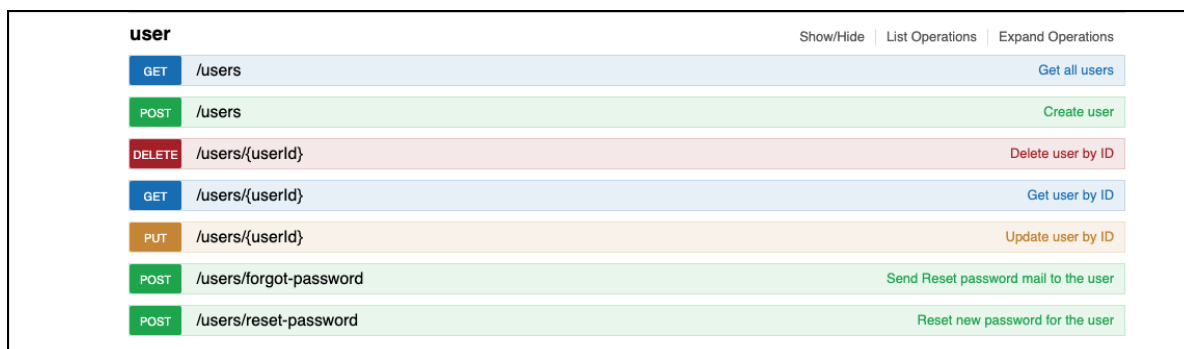 user Show/Hide List Operations Expand Operations
GET /users Get all users
POST /users Create user
DELETE /users/{userId} Delete user by ID
GET /users/{userId} Get user by ID
PUT /users/{userId} Update user by ID
POST /users/forgot-password Send Reset password mail to the user
POST /users/reset-password Reset new password for the user